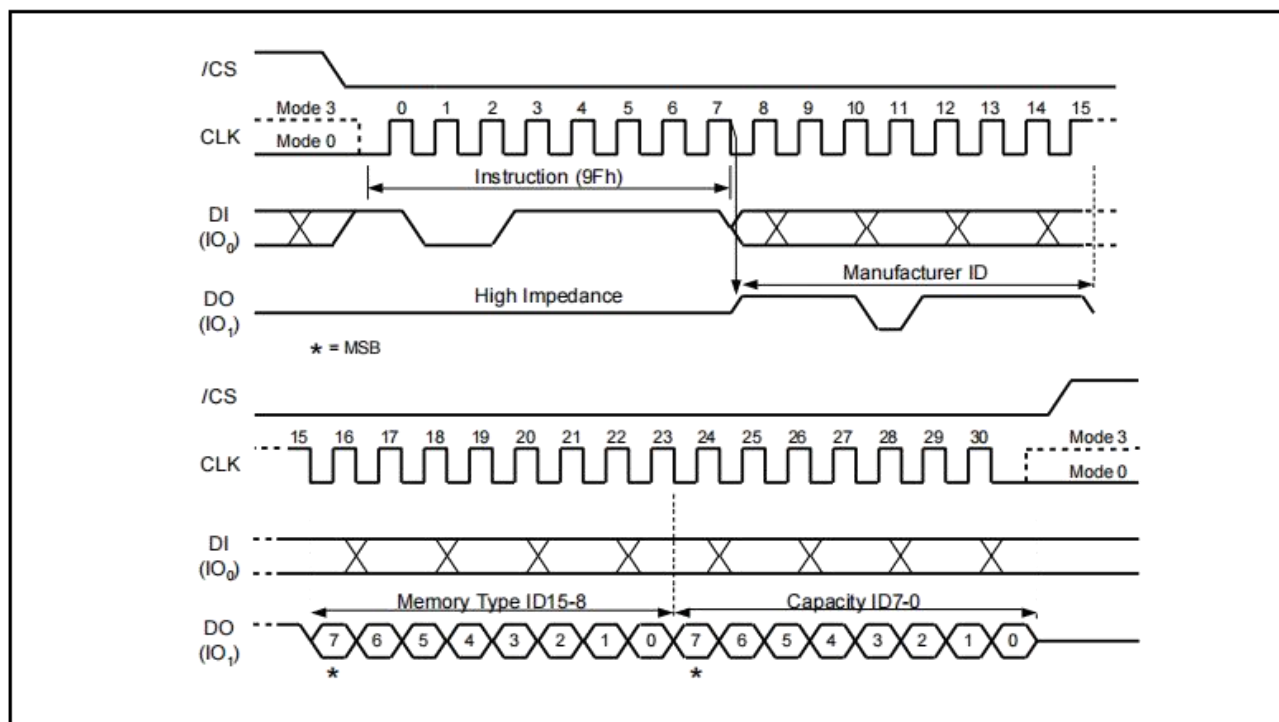 /CS
Mode 3
0 1 2 3 4 5 6 7 8 9 10 11 12 13 14 15
CLK
Mode 0
Instruction (9Fh)
DI
(IO0)
Manufacturer ID
High Impedance
DO
(IO1)
* = MSB
/CS
15 16 17 18 19 20 21 22 23 24 25 26 27 28 29 30
Mode 3
CLK
Mode 0
DI
(IO0)
Memory Type ID15-8 Capacity ID7-0
DO
(IO1)
7 6 5 4 3 2 1 0 7 6 5 4 3 2 1 0
* *